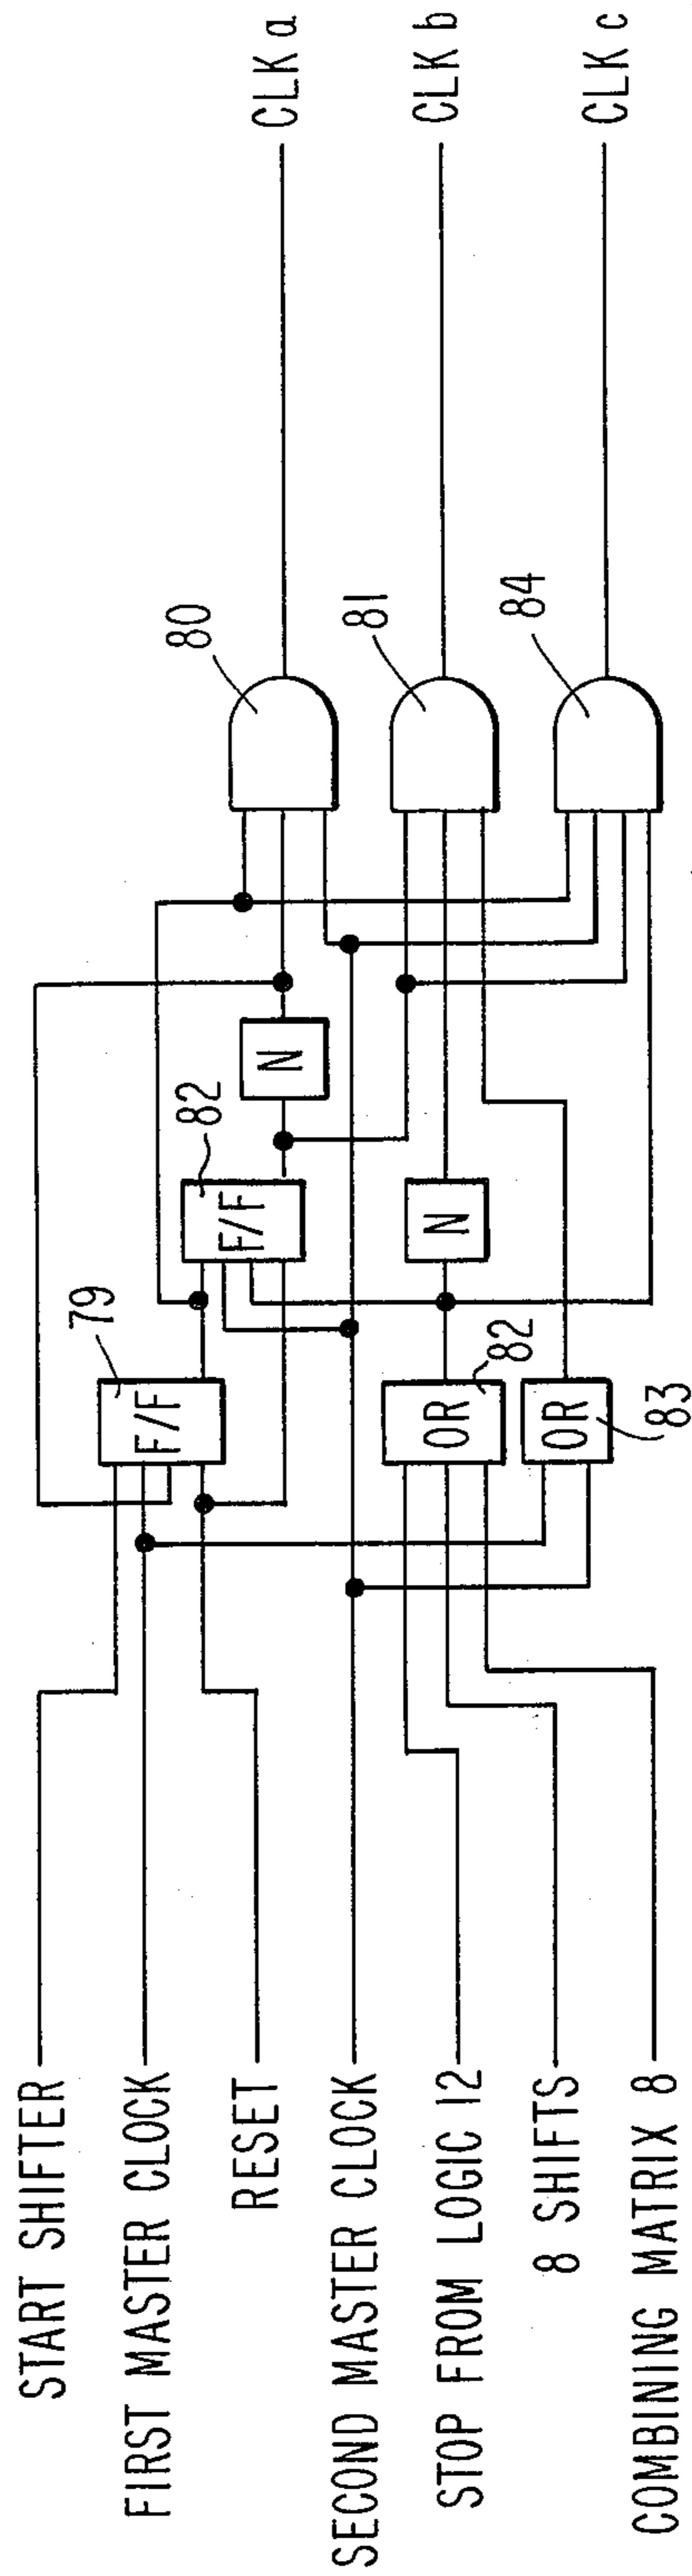 START SHIFTER
FIRST MASTER CLOCK
RESET
SECOND MASTER CLOCK
STOP FROM LOGIC 12
8 SHIFTS
COMBINING MATRIX 8
79
F/F
82
F/F
N
OR
82
N
OR
83
80
81
84
CLK a
CLK b
CLK c